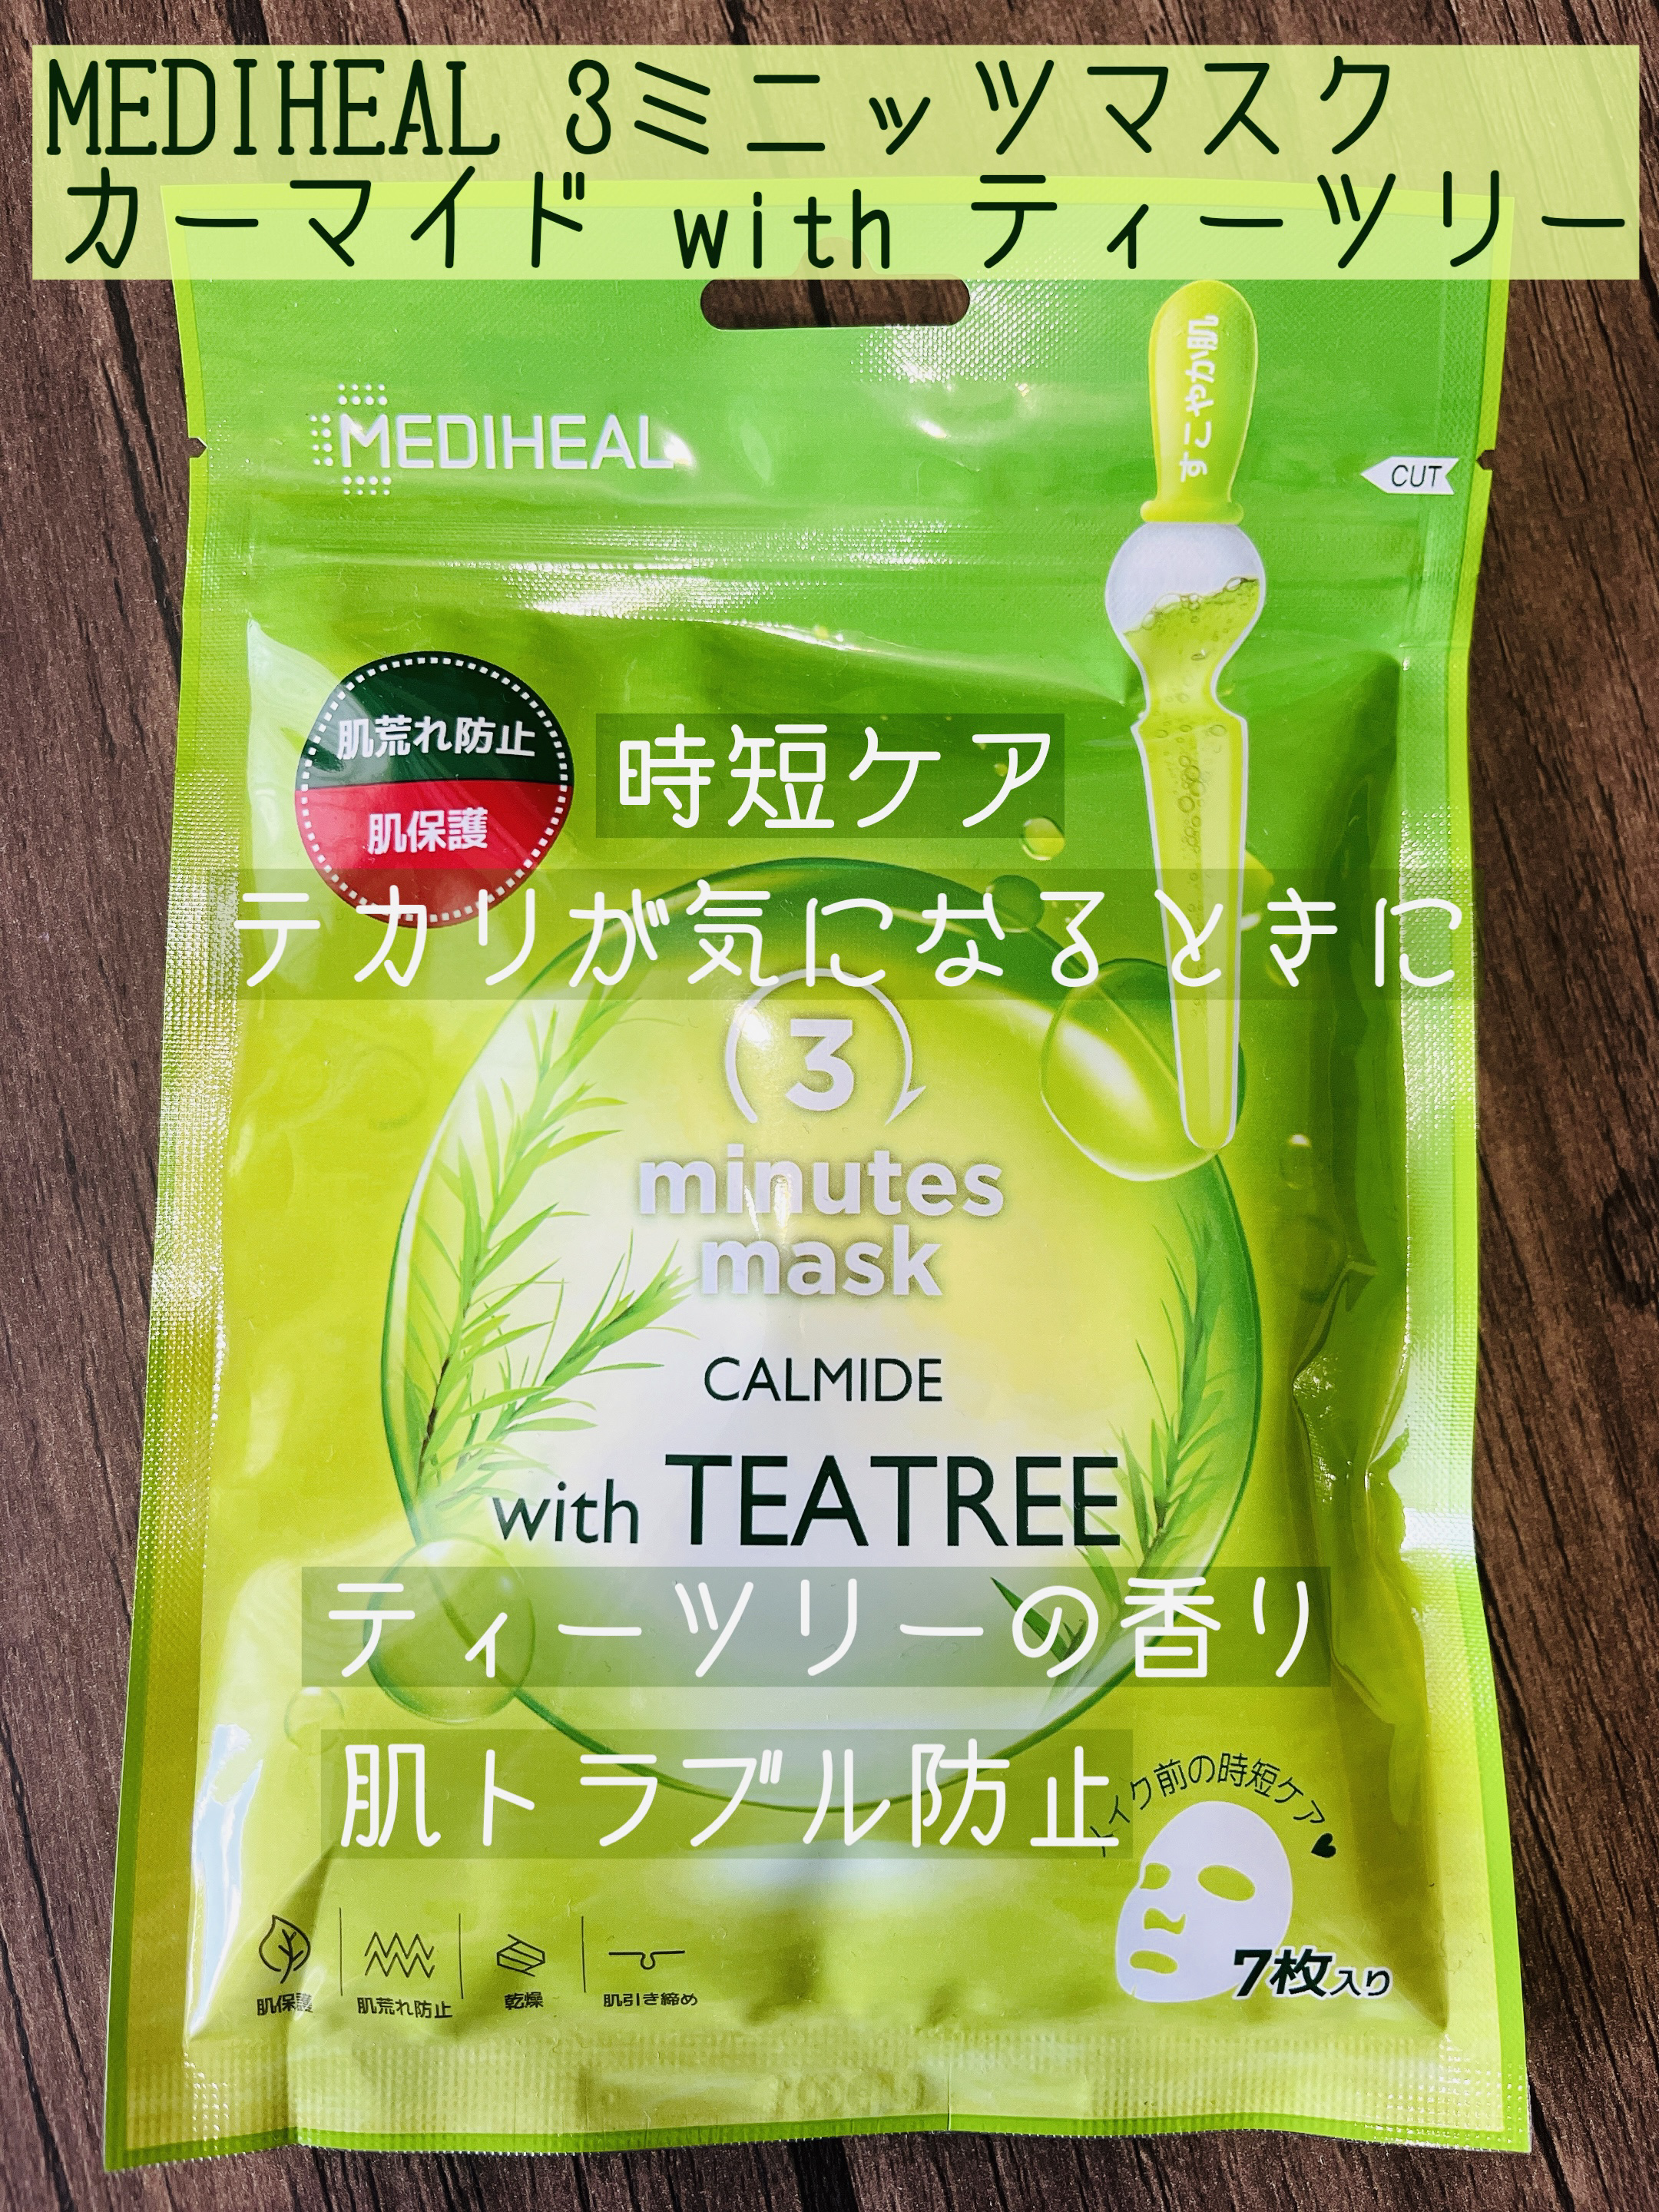 MEDIHEAL 3ミニッツマスク
カーマイド with ティーツリー
すこやか肌
MEDIHEAL
CUT
肌荒れ防止
肌保護
時短ケア
テカリが気になるときに
3
minutes
mask
CALMIDE
with TEATREE
ティーツリーの香り
肌トラブル防止
メイク前の時短ケア
7枚入り
肌保護
肌荒れ防止
乾燥
肌引き締め